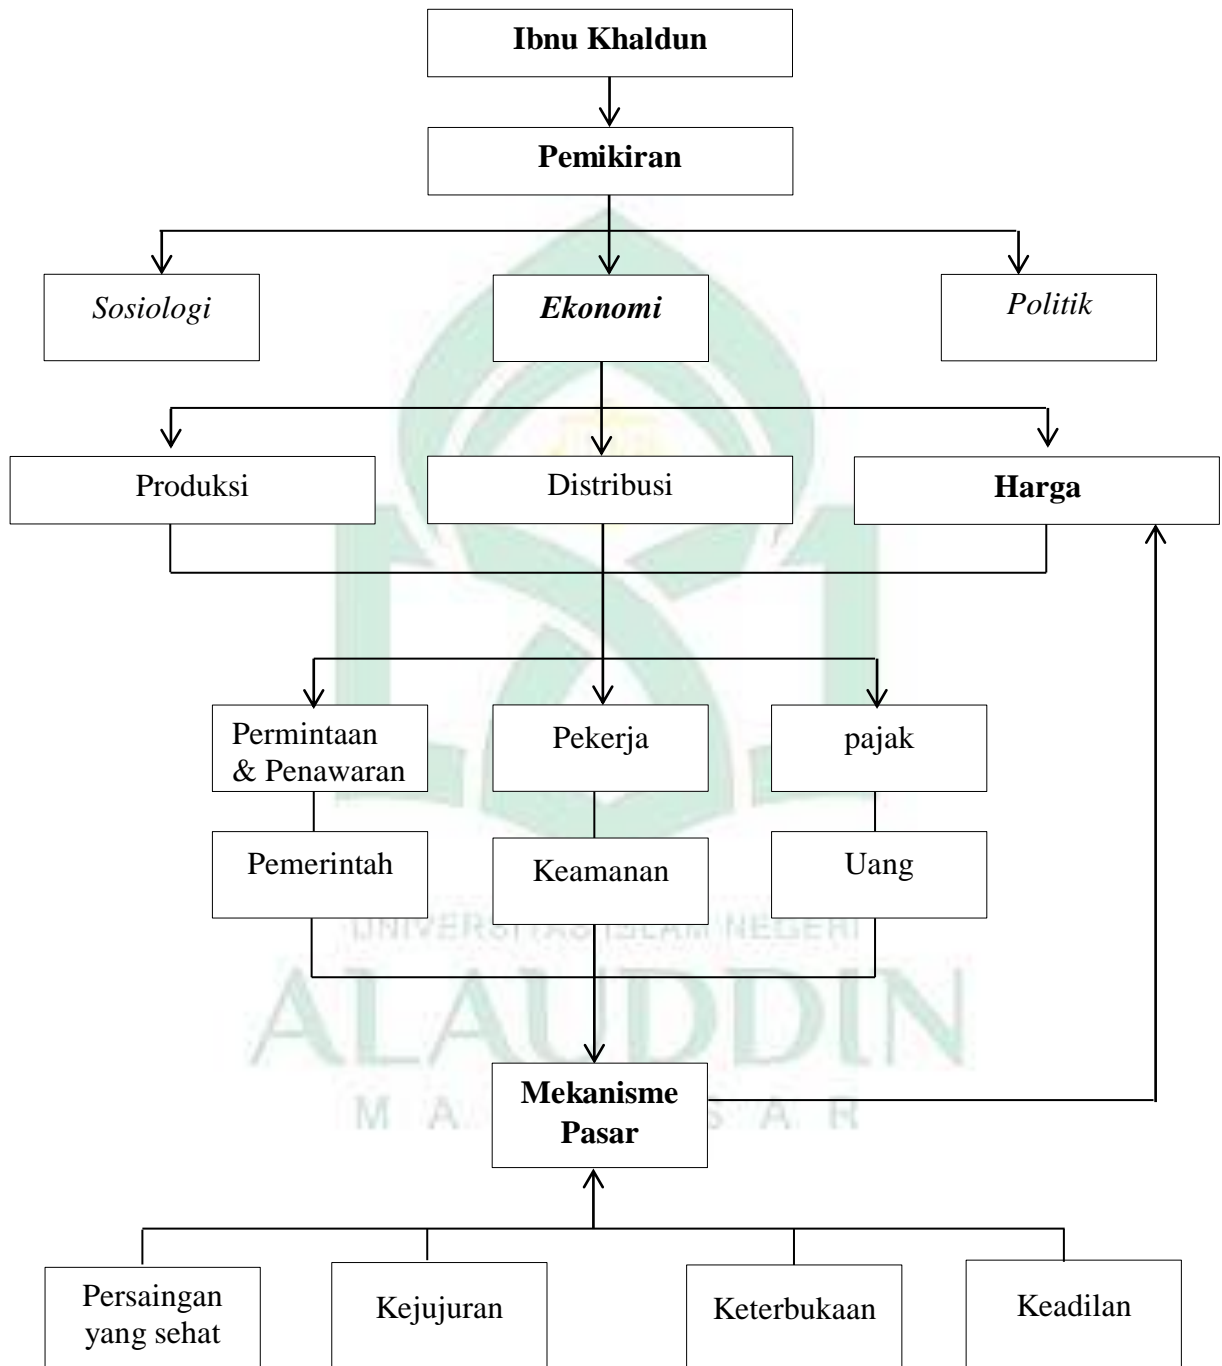 Ibnu Khaldun
Pemikiran
Sosiologi
Ekonomi
Politik
Produksi
Distribusi
Harga
Permintaan
& Penawaran
Pekerja
pajak
Pemerintah
Keamanan
Uang
UNIVERSITAS ISLAM NEGERI
ALAUDDIN
Mekanisme
Pasar
Persaingan
yang sehat
Kejujuran
Keterbukaan
Keadilan